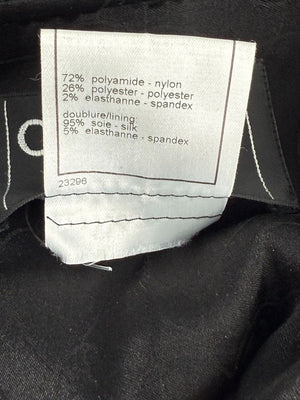 72% polyamide - nylon
26% polyester - polyester
2% elasthanne - spandex
doublure/lining:
95% soie - silk
5% elasthanne - spandex
23296